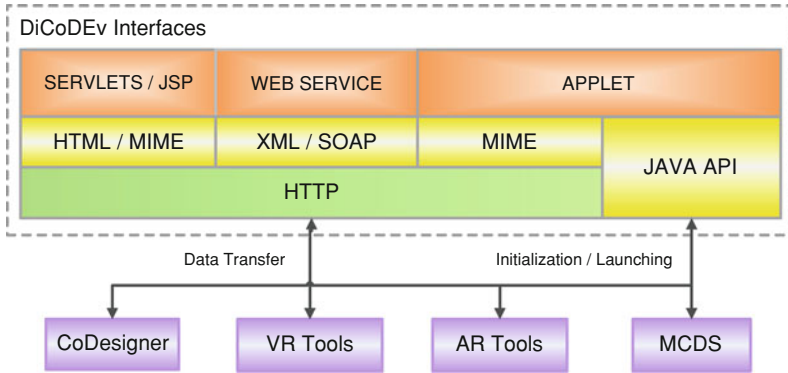 DiCoDEv Interfaces
SERVLETS / JSP
WEB SERVICE
APPLET
HTML / MIME
XML / SOAP
MIME
JAVA API
HTTP
Data Transfer
Initialization / Launching
CoDesigner
VR Tools
AR Tools
MCDS